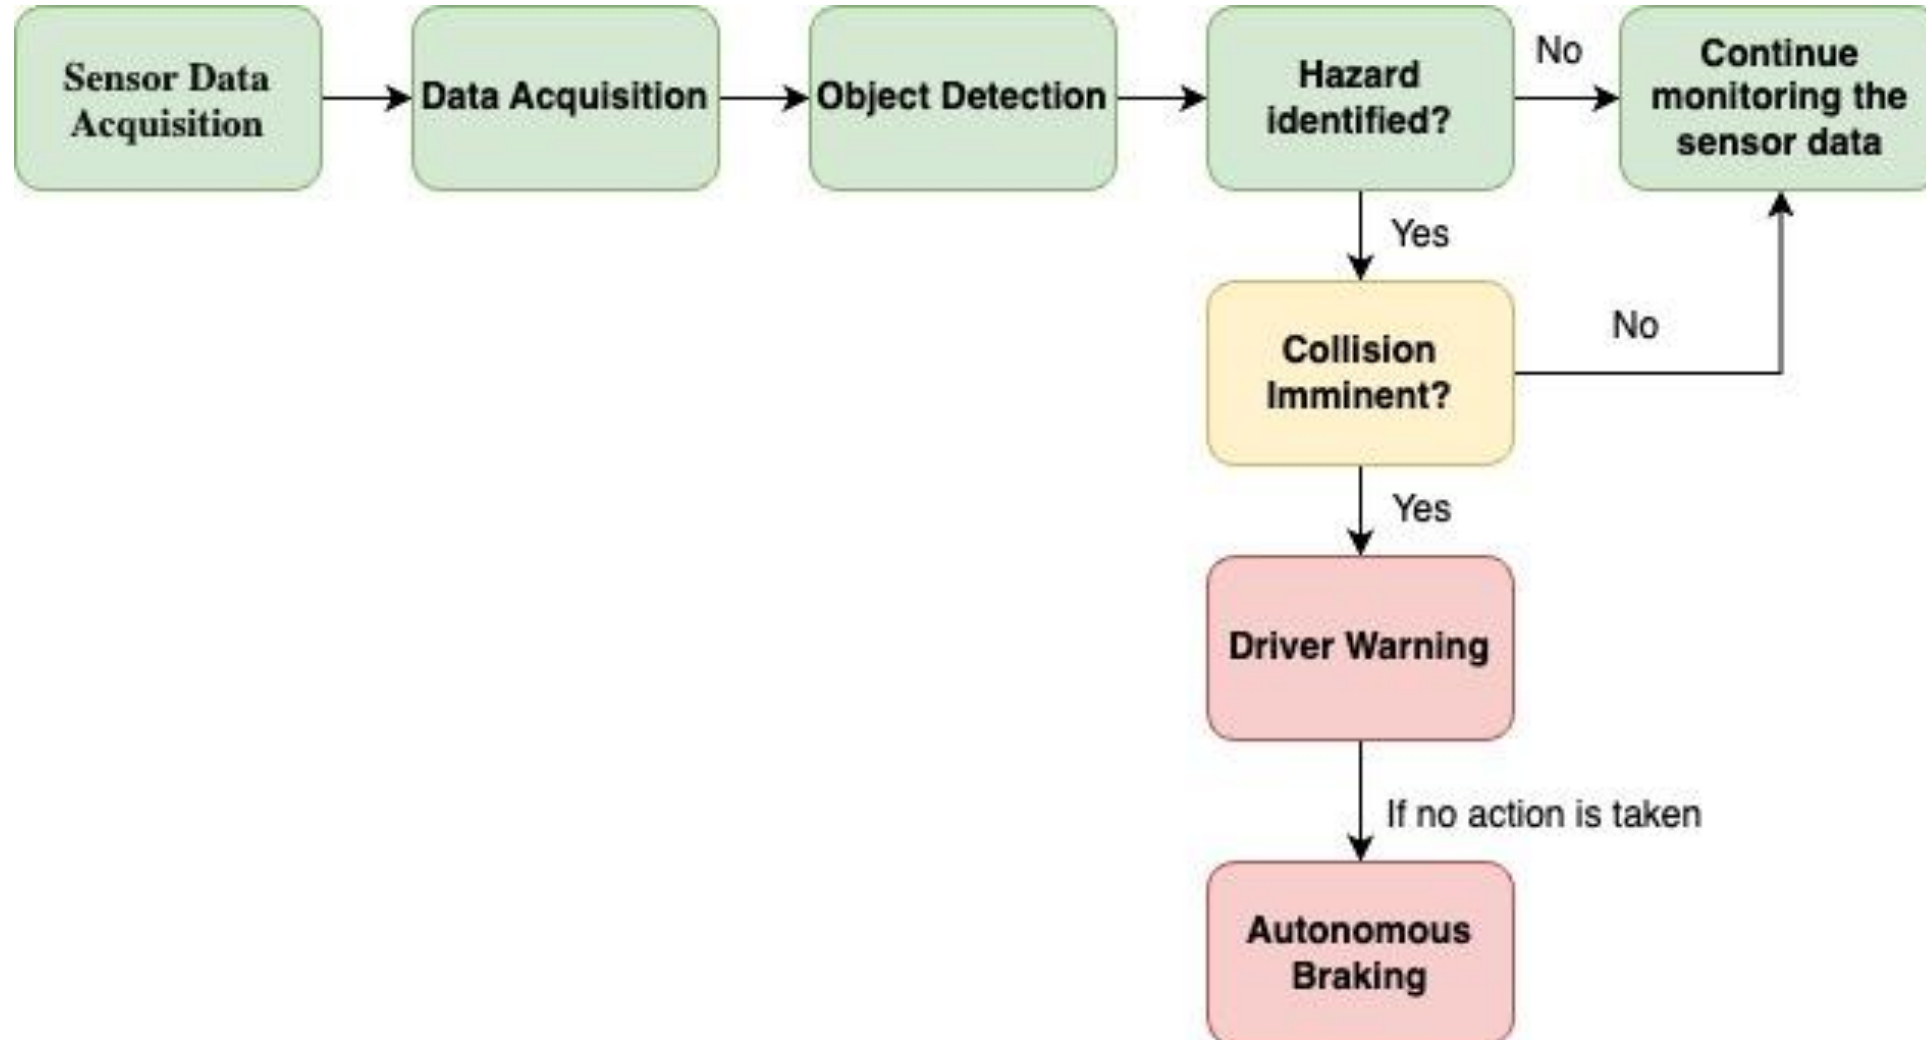 Sensor Data
Acquisition
Data Acquisition
Object Detection
Hazard
identified?
No
Continue
monitoring the
sensor data
Yes
Collision
Imminent?
No
Yes
Driver Warning
If no action is taken
Autonomous
Braking